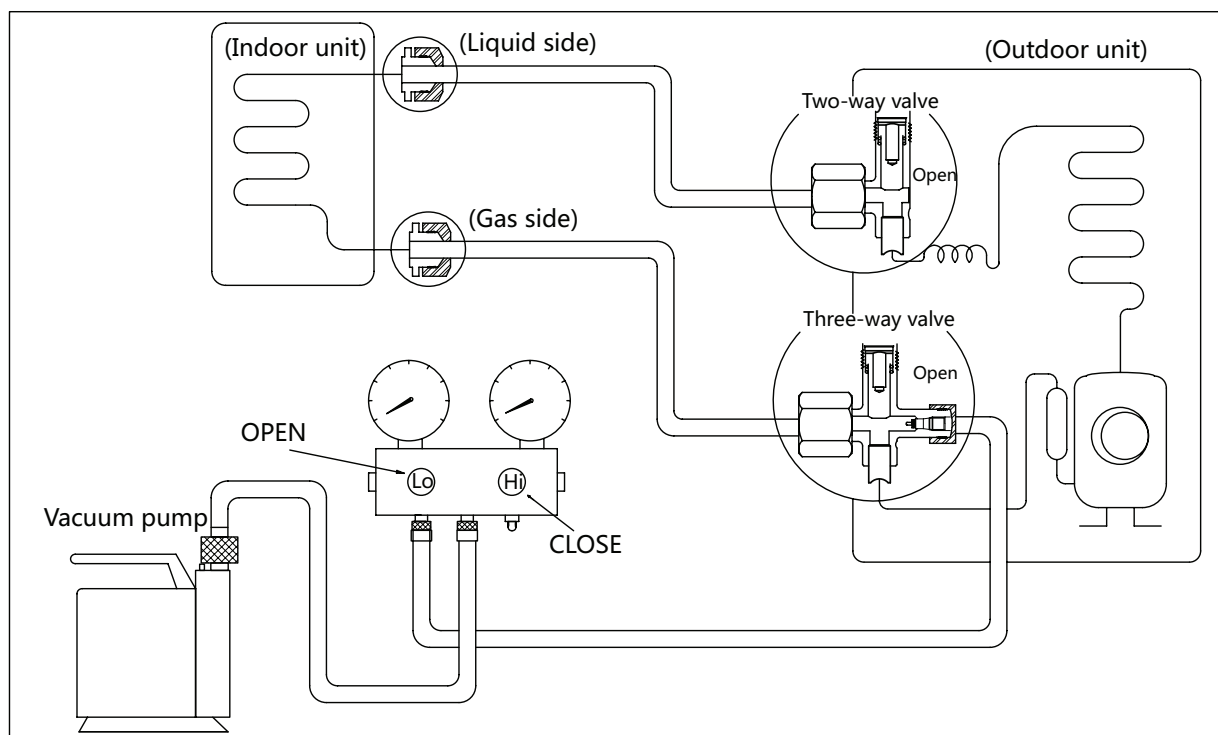 (Indoor unit)
(Liquid side)
(Outdoor unit)
Two-way valve
Open
(Gas side)
Three-way valve
Open
OPEN
Lo
Hi
CLOSE
Vacuum pump